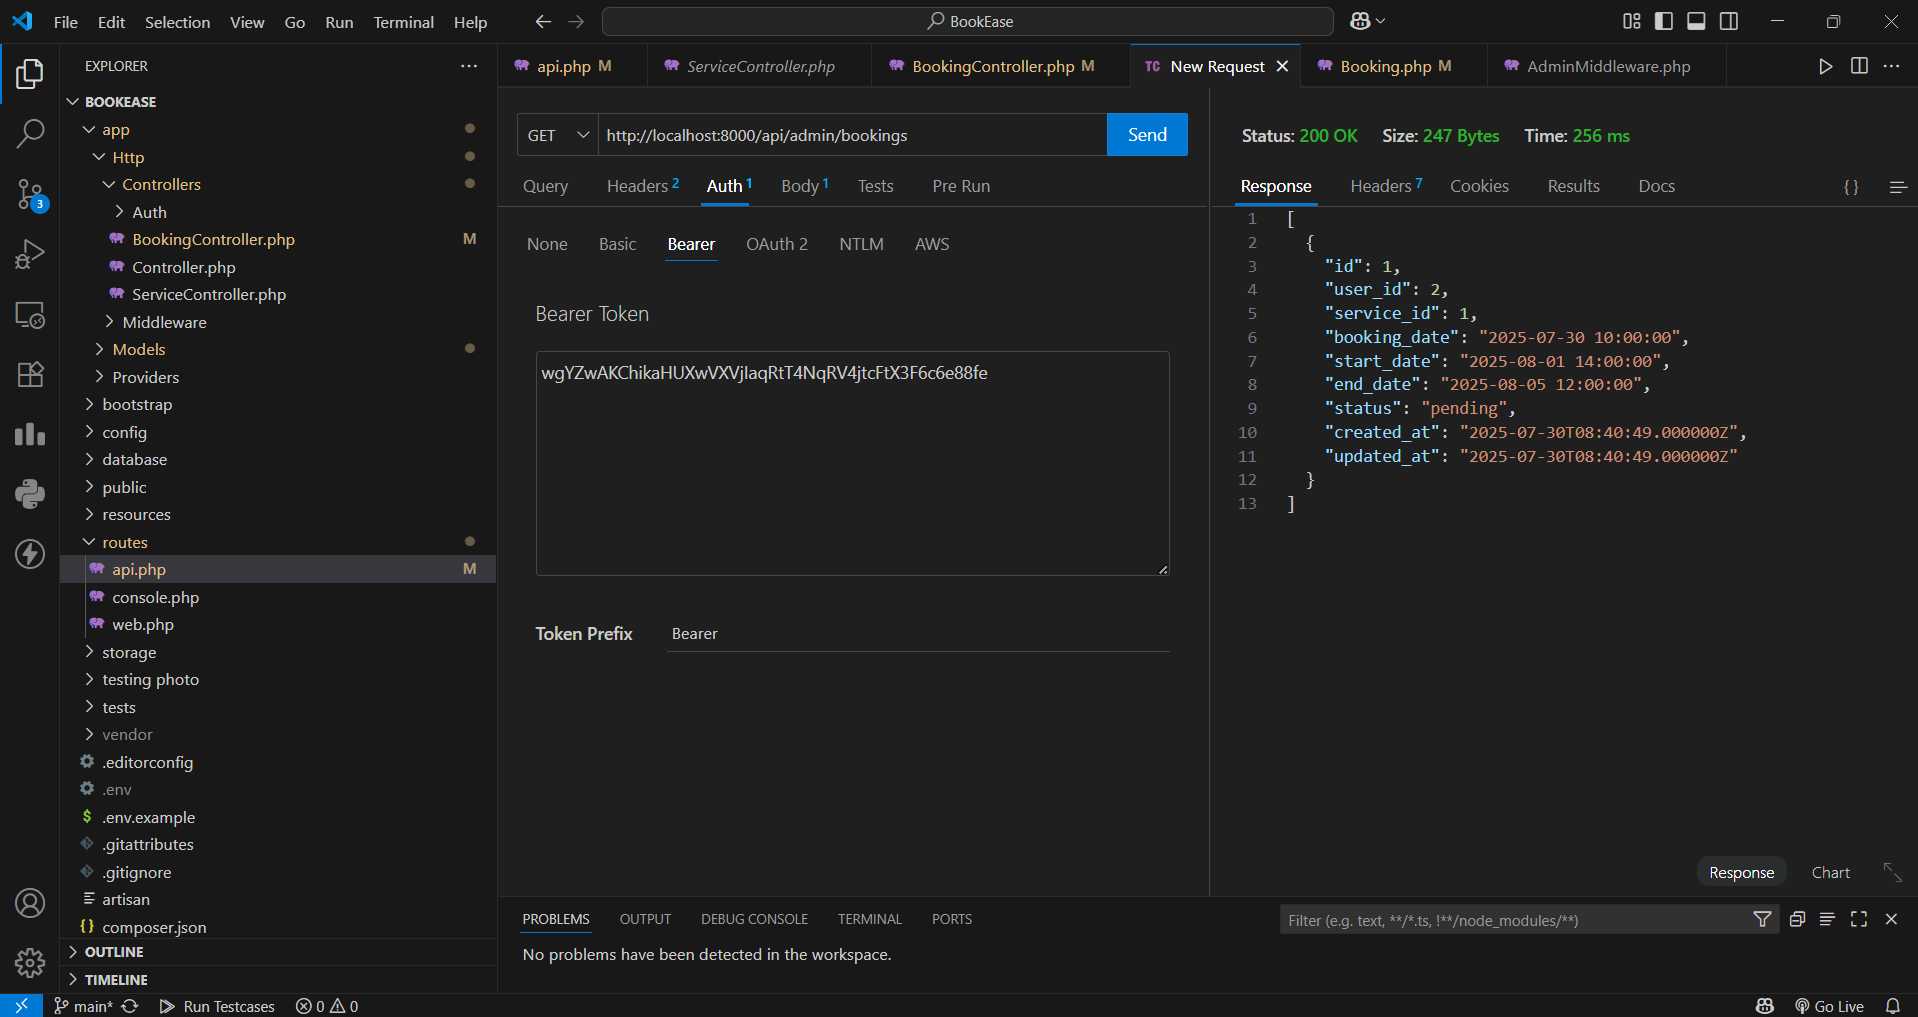 File Edit Selection View Go Run Terminal Help
BookEase
EXPLORER
BOOKEASE
app
Http
Controllers
Auth
BookingController.php M
Controller.php
ServiceController.php
Middleware
Models
Providers
bootstrap
config
database
public
resources
routes
api.php M
console.php
web.php
storage
testing photo
tests
vendor
.editorconfig
.env
$ .env.example
.gitattributes
.gitignore
artisan
{} composer.json
OUTLINE
TIMELINE
3
api.php M ServiceController.php BookingController.php M TC New Request Booking.php M AdminMiddleware.php
GET http://localhost:8000/api/admin/bookings Send
Query Headers 2 Auth 1 Body 1 Tests Pre Run
None Basic Bearer OAuth 2 NTLM AWS
Bearer Token
wgYZwAKChikaHUXwVXVjIaqRtT4NqRV4jtcFtX3F6c6e88fe
Token Prefix Bearer
Status: 200 OK Size: 247 Bytes Time: 256 ms
Response Headers 7 Cookies Results Docs {}
1 [
2 {
3 "id": 1,
4 "user_id": 2,
5 "service_id": 1,
6 "booking_date": "2025-07-30 10:00:00",
7 "start_date": "2025-08-01 14:00:00",
8 "end_date": "2025-08-05 12:00:00",
9 "status": "pending",
10 "created_at": "2025-07-30T08:40:49.000000Z",
11 "updated_at": "2025-07-30T08:40:49.000000Z"
12 }
13 ]
Response Chart
PROBLEMS OUTPUT DEBUG CONSOLE TERMINAL PORTS
Filter (e.g. text, **/*.ts, !**/node_modules/**)
No problems have been detected in the workspace.
main* Run Testcases 0 0 Go Live